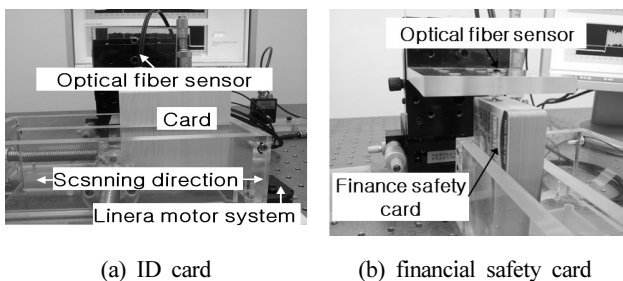 Optical fiber sensor
Card
Scsnning direction
Linera motor system
Optical fiber sensor
Finance safety
card
(a) ID card
(b) financial safety card